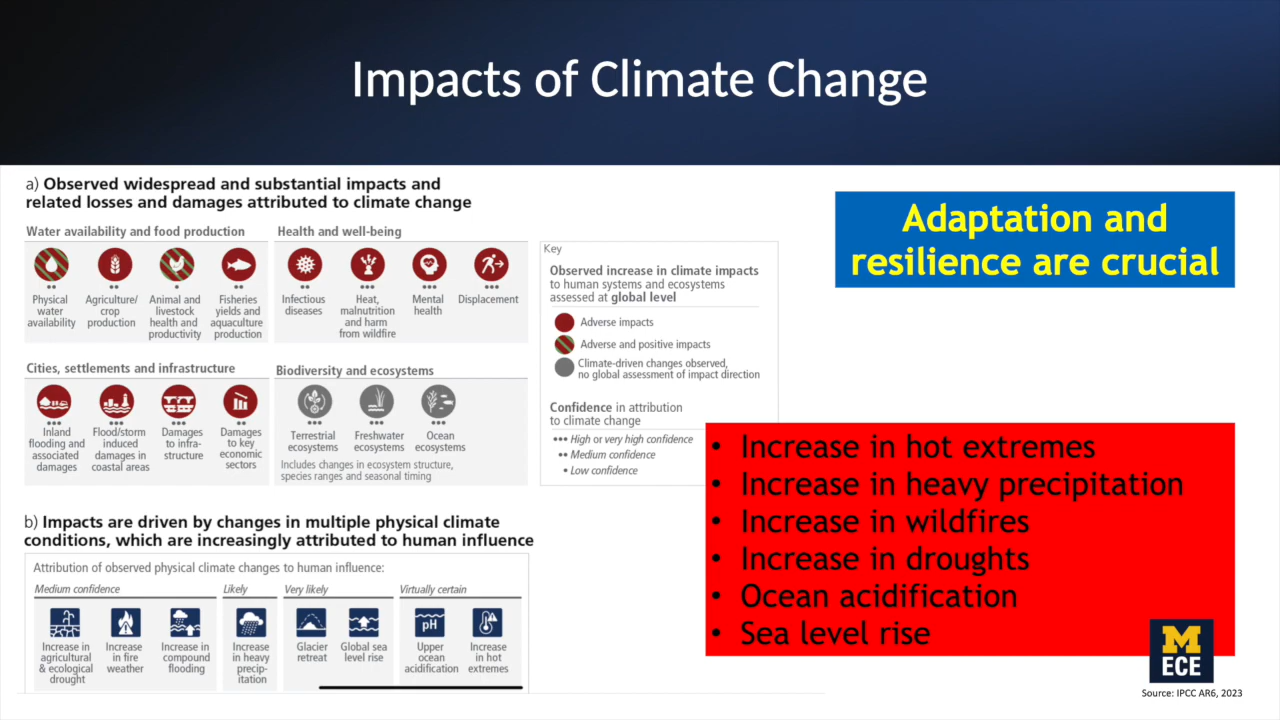 Impacts of Climate Change
a) Observed widespread and substantial impacts and
related losses and damages attributed to climate change
Water availability and food production
Physical
water
availability
Agriculture/
crop
production
Animal and
livestock
health and
productivity
Fisheries
yields and
aquaculture
production
Health and well-being
Infectious
diseases
Heat,
malnutrition
and harm
from wildfire
Mental
health
Displacement
Cities, settlements and infrastructure
Inland
flooding and
associated
damages
Flood/storm
induced
damages in
coastal areas
Damages
to infra-
structure
Damages
to key
economic
sectors
Biodiversity and ecosystems
Terrestrial
ecosystems
Freshwater
ecosystems
Ocean
ecosystems
Includes changes in ecosystem structure,
species ranges and seasonal timing
Key
Observed increase in climate impacts
to human systems and ecosystems
assessed at global level
Adverse impacts
Adverse and positive impacts
Climate-driven changes observed,
no global assessment of impact direction
Confidence in attribution
to climate change
••• High or very high confidence
•• Medium confidence
• Low confidence
b) Impacts are driven by changes in multiple physical climate
conditions, which are increasingly attributed to human influence
Attribution of observed physical climate changes to human influence:
Medium confidence
Increase in
agricultural
& ecological
drought
Increase
in fire
weather
Increase in
compound
flooding
Likely
Increase
in heavy
precip-
itation
Very likely
Glacier
retreat
Global sea
level rise
Virtually certain
pH
Upper
ocean
acidification
Increase
in hot
extremes
Adaptation and
resilience are crucial
• Increase in hot extremes
• Increase in heavy precipitation
• Increase in wildfires
• Increase in droughts
• Ocean acidification
• Sea level rise
M
ECE
Source: IPCC AR6, 2023